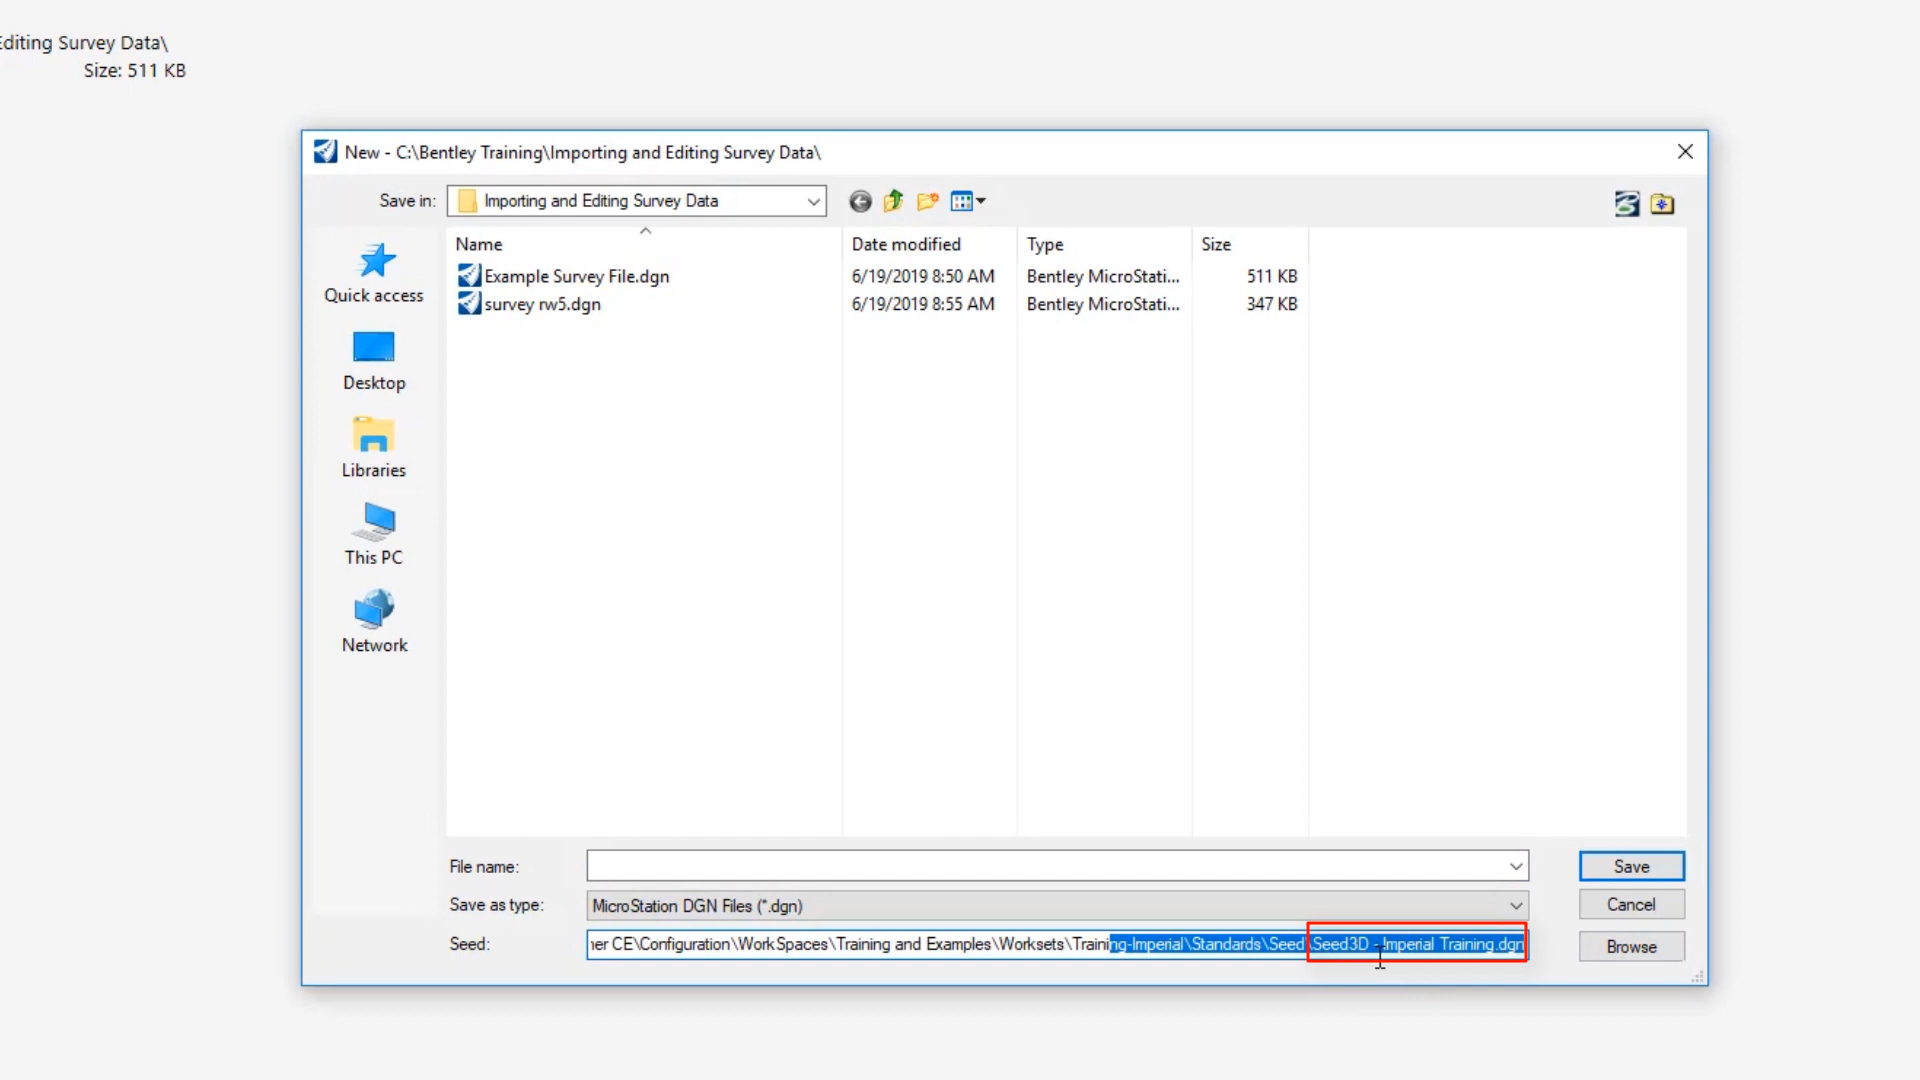 Editing Survey Data\
Size: 511 KB
New - C:\Bentley Training\Importing and Editing Survey Data\
Save in: Importing and Editing Survey Data
Name Date modified Type Size
Example Survey File.dgn 6/19/2019 8:50 AM Bentley MicroStati... 511 KB
survey rw5.dgn 6/19/2019 8:55 AM Bentley MicroStati... 347 KB
Quick access
Desktop
Libraries
This PC
Network
File name: Save
Save as type: MicroStation DGN Files (*.dgn) Cancel
Seed: ner CE\Configuration\WorkSpaces\Training and Examples\Worksets\Training-Imperial\Standards\Seed\Seed3D - Imperial Training.dgn Browse